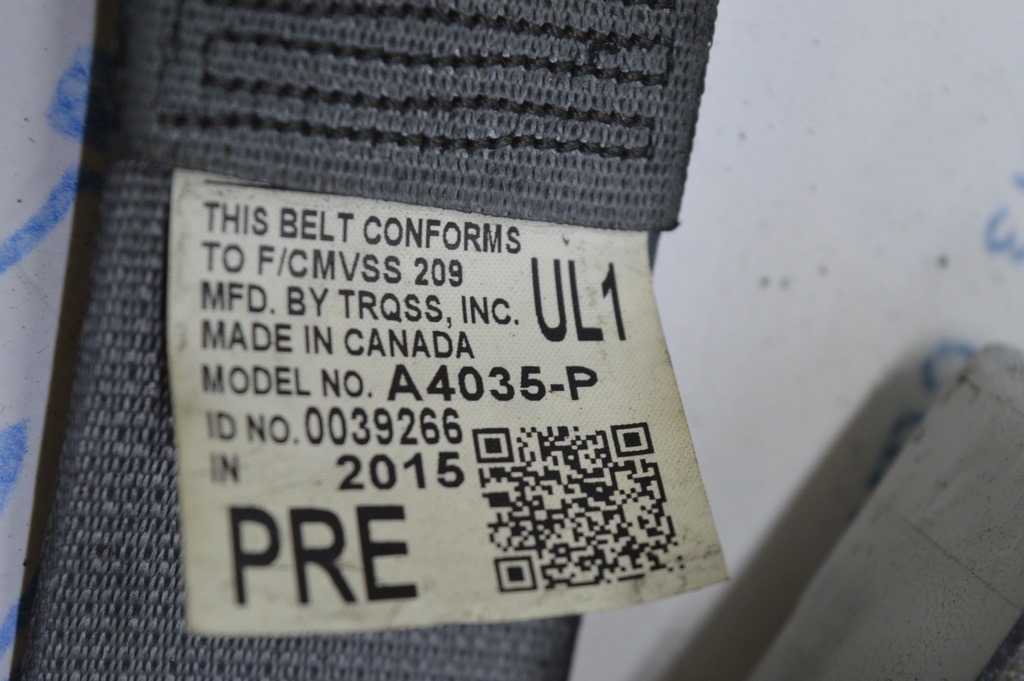 THIS BELT CONFORMS
TO F/CMVSS 209
MFD. BY TRQSS, INC.
UL1
MADE IN CANADA
MODEL NO. A4035-P
ID NO. 0039266
IN 2015
PRE